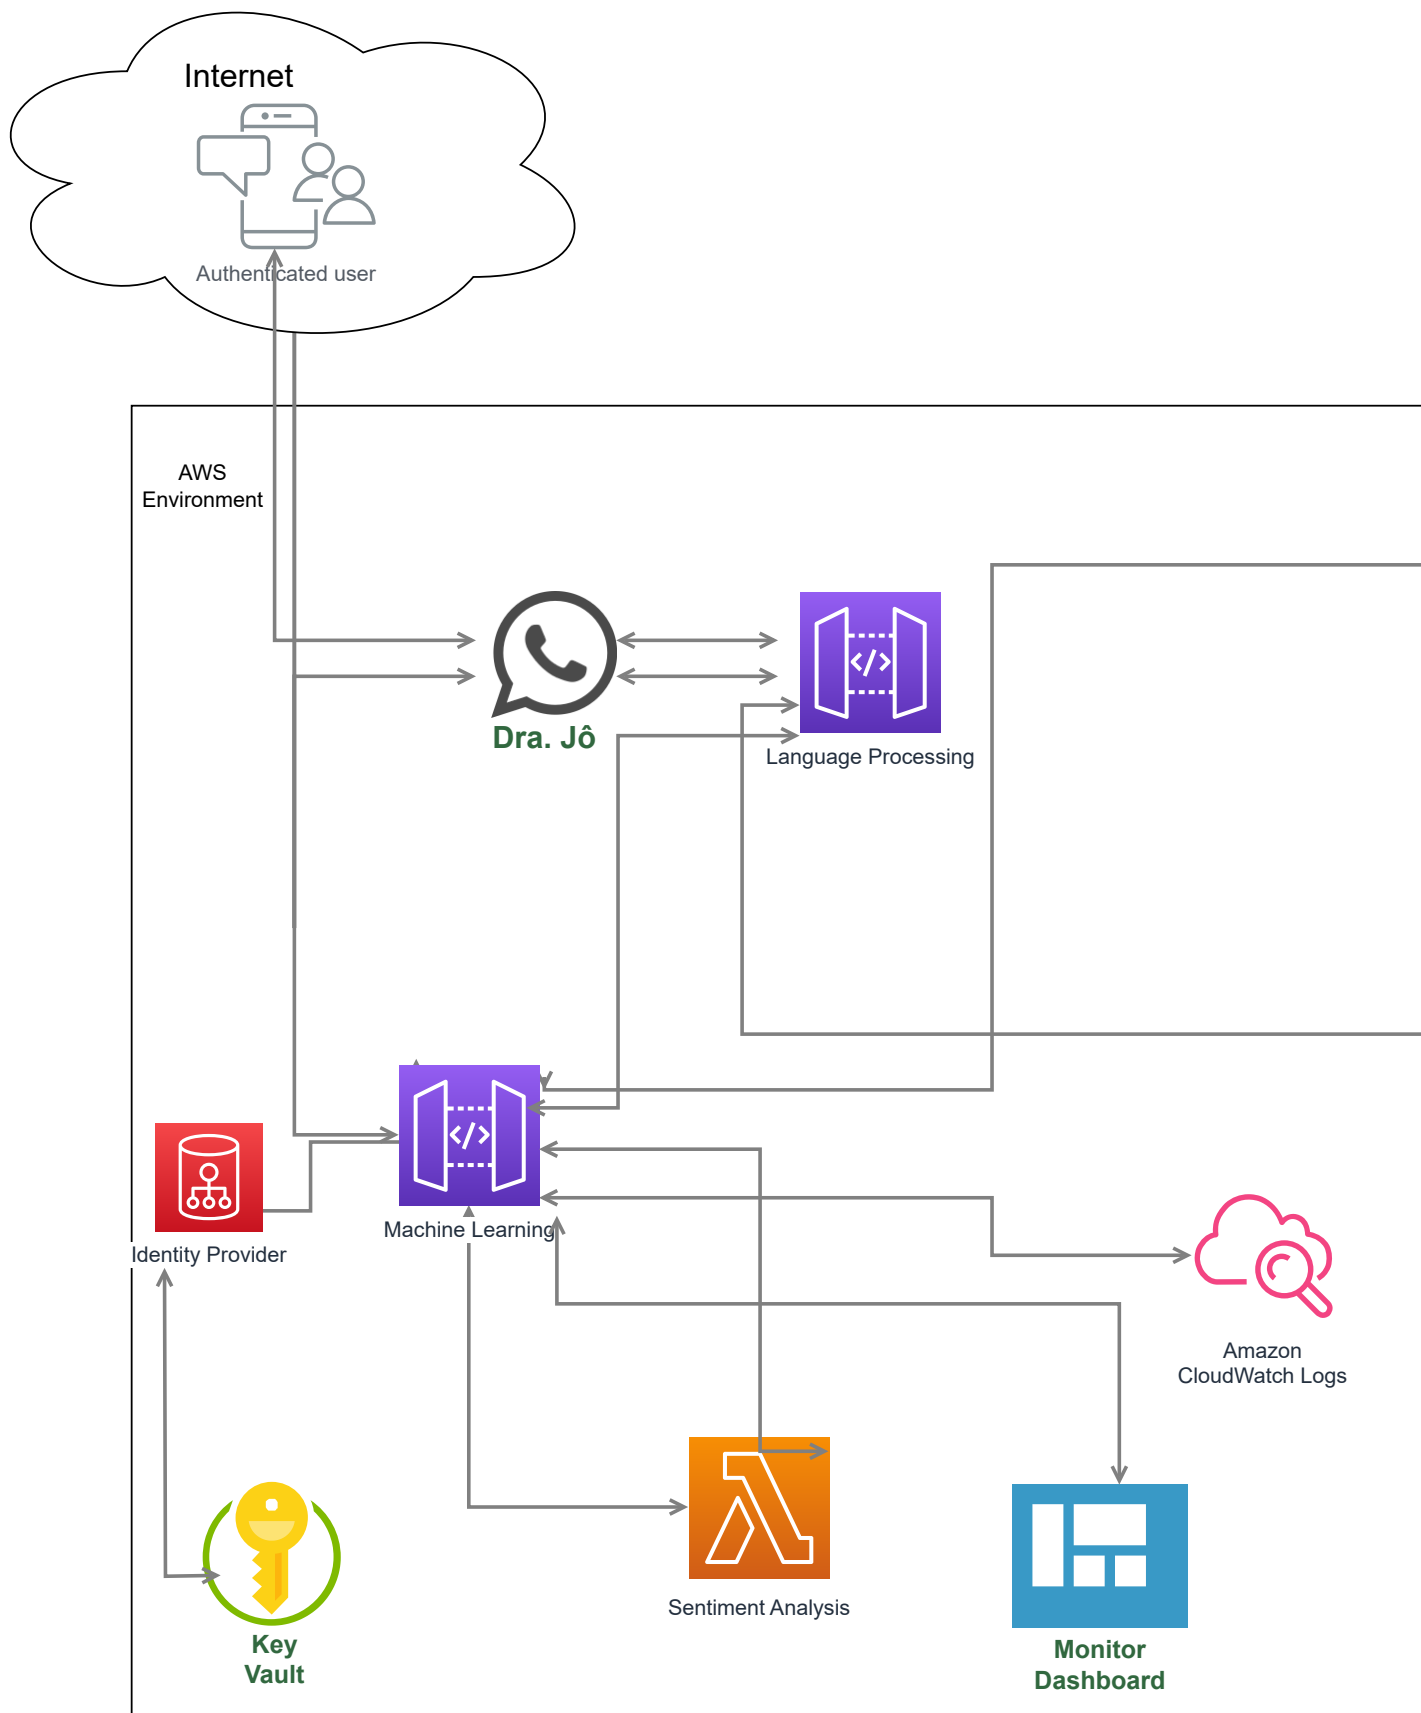 Internet
Authenticated user
AWS
Environment
Dra. Jô
Language Processing
Machine Learning
Identity Provider
Amazon
CloudWatch Logs
Sentiment Analysis
Key
Vault
Monitor
Dashboard